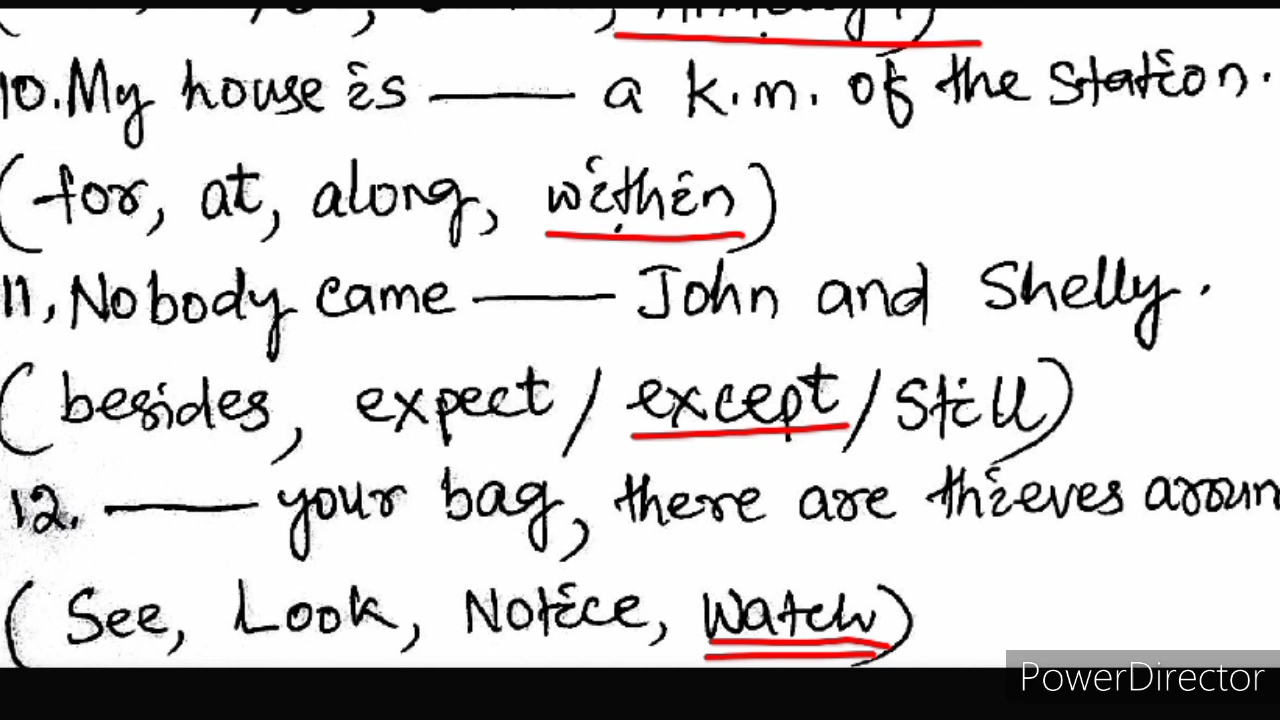 10. My house is —— a k.m. of the station.
(for, at, along, within)
11, Nobody came —— John and Shelly.
(besides, expect / except / still)
12. —— your bag, there are thieves aroun
(See, Look, Notice, Watch)
PowerDirector